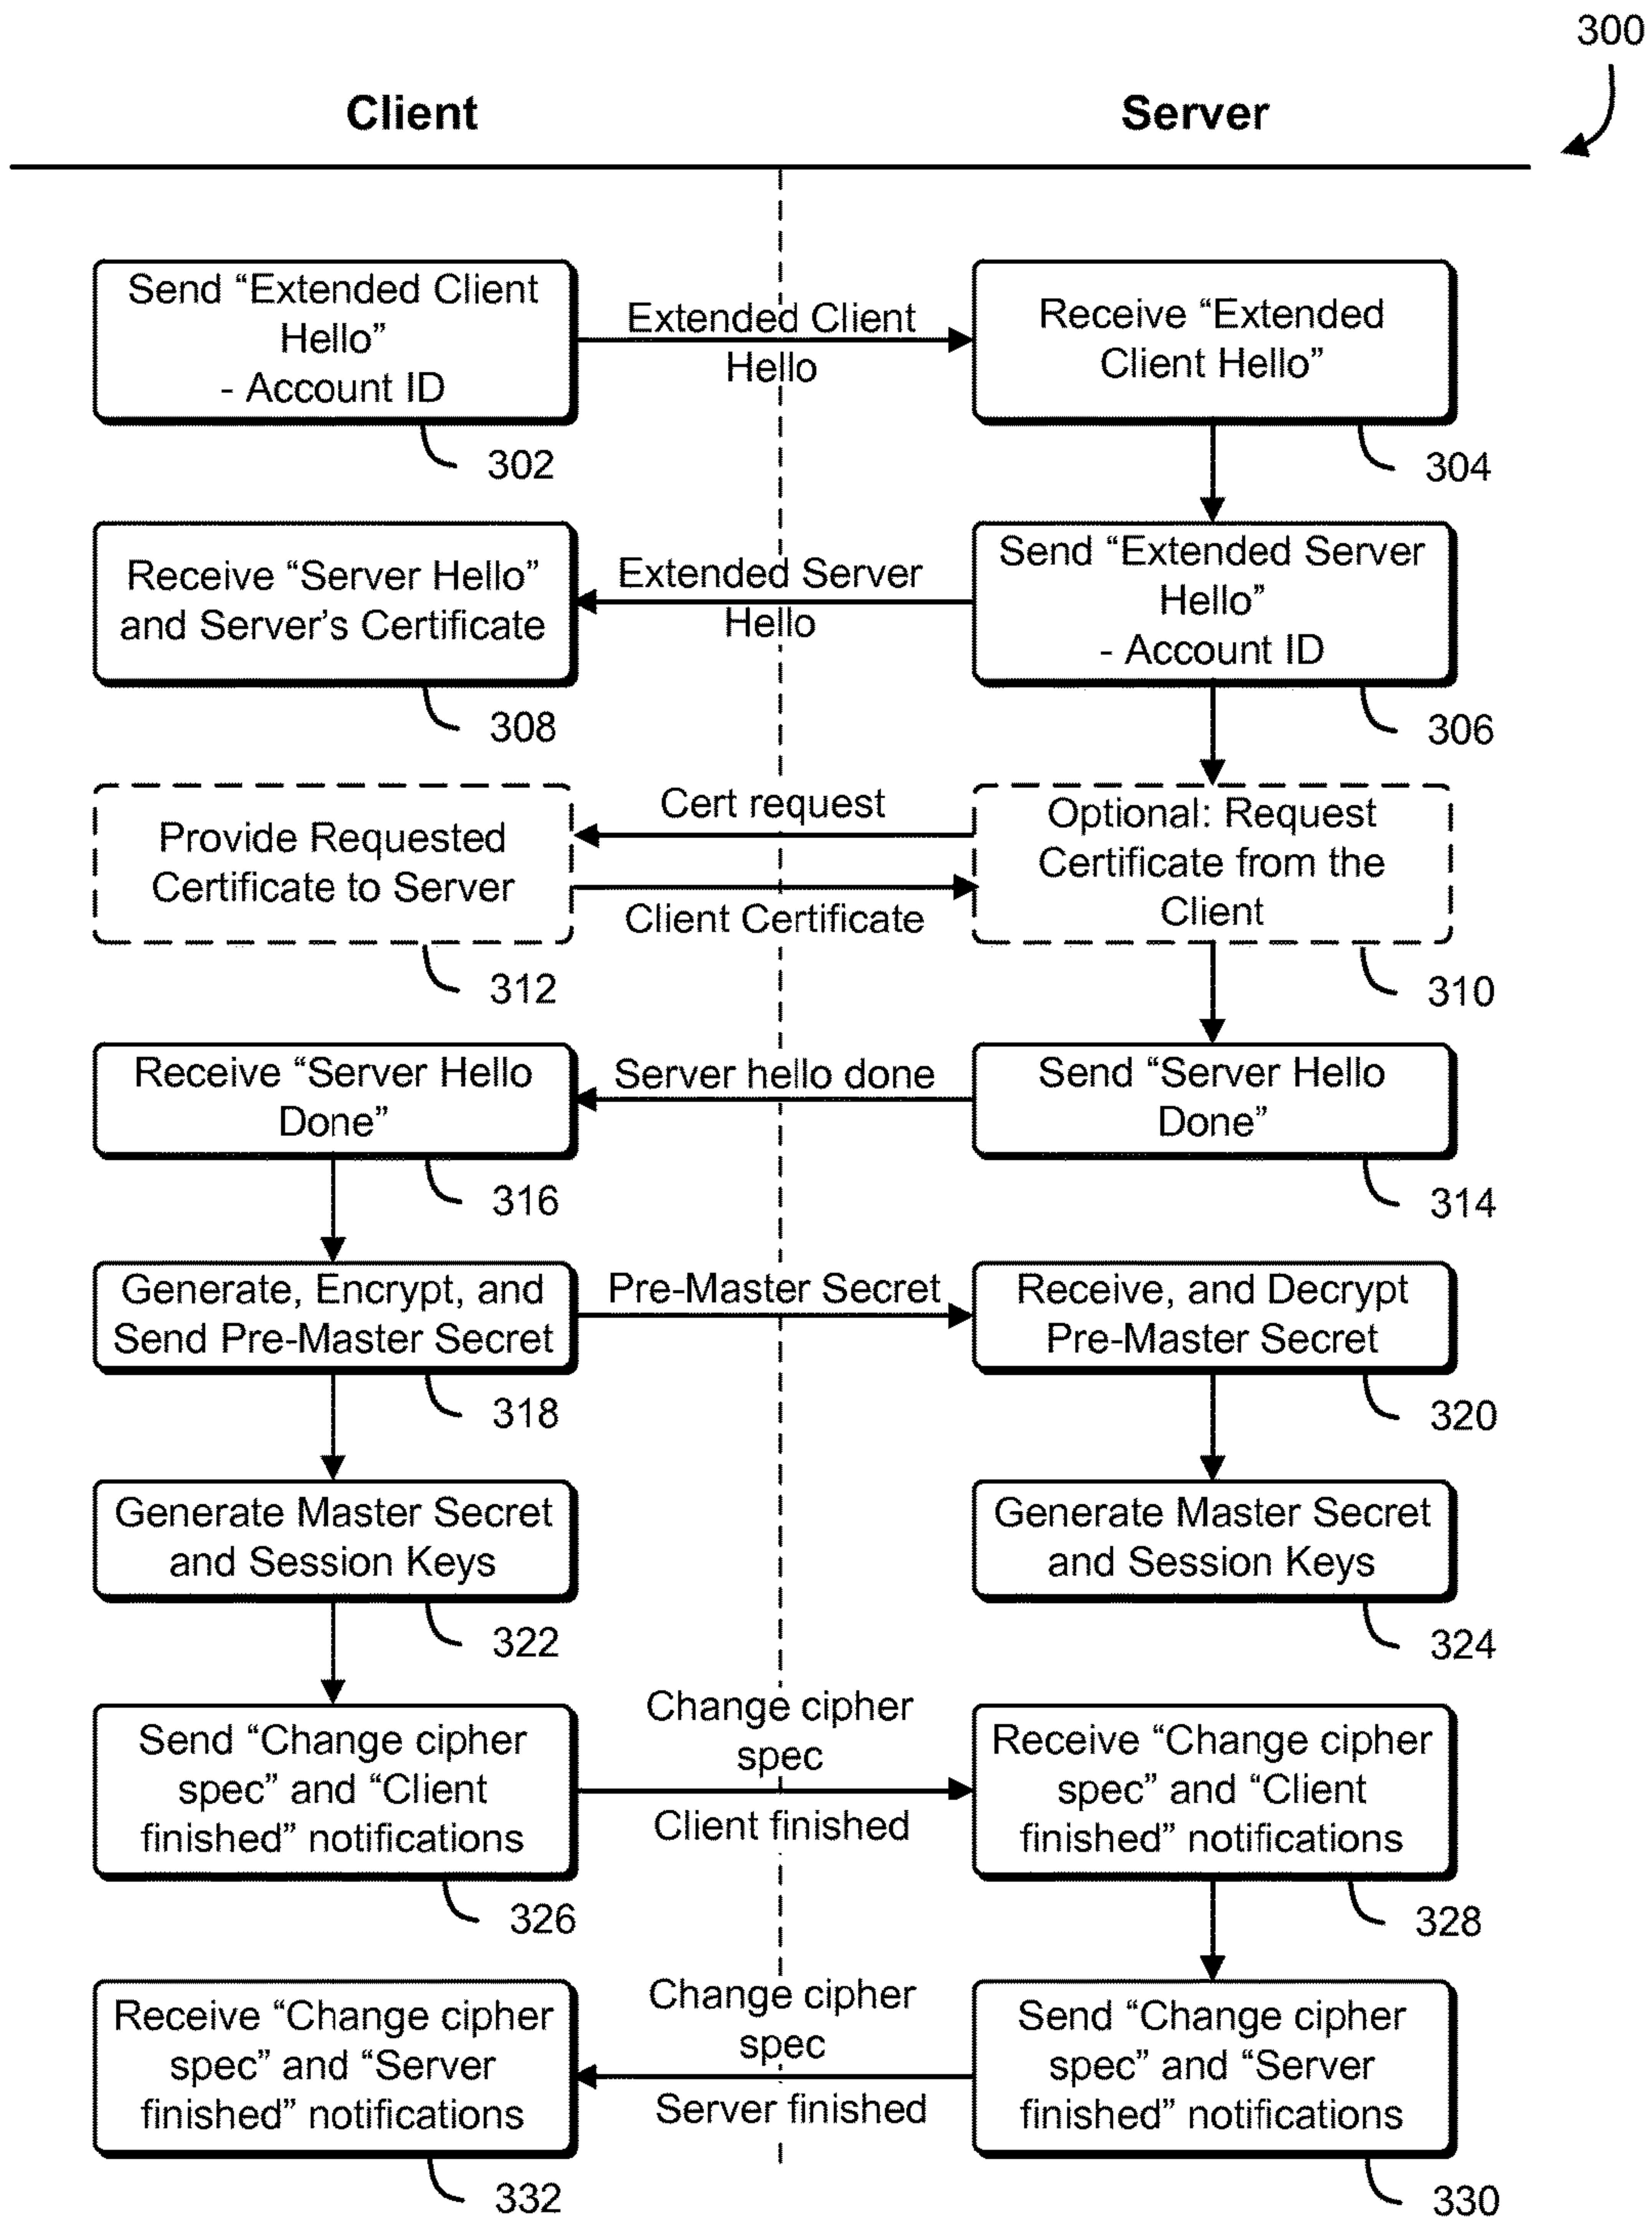 300
Client
Server
Send “Extended Client
Hello”
- Account ID
302
Extended Client
Hello
Receive “Extended
Client Hello”
304
Receive “Server Hello”
and Server’s Certificate
308
Extended Server
Hello
Send “Extended Server
Hello”
- Account ID
306
Provide Requested
Certificate to Server
312
Cert request
Client Certificate
Optional: Request
Certificate from the
Client
310
Receive “Server Hello
Done”
316
Server hello done
Send “Server Hello
Done”
314
Generate, Encrypt, and
Send Pre-Master Secret
318
Pre-Master Secret
Receive, and Decrypt
Pre-Master Secret
320
Generate Master Secret
and Session Keys
322
Generate Master Secret
and Session Keys
324
Send “Change cipher
spec” and “Client
finished” notifications
326
Change cipher
spec
Client finished
Receive “Change cipher
spec” and “Client
finished” notifications
328
Receive “Change cipher
spec” and “Server
finished” notifications
332
Change cipher
spec
Server finished
Send “Change cipher
spec” and “Server
finished” notifications
330